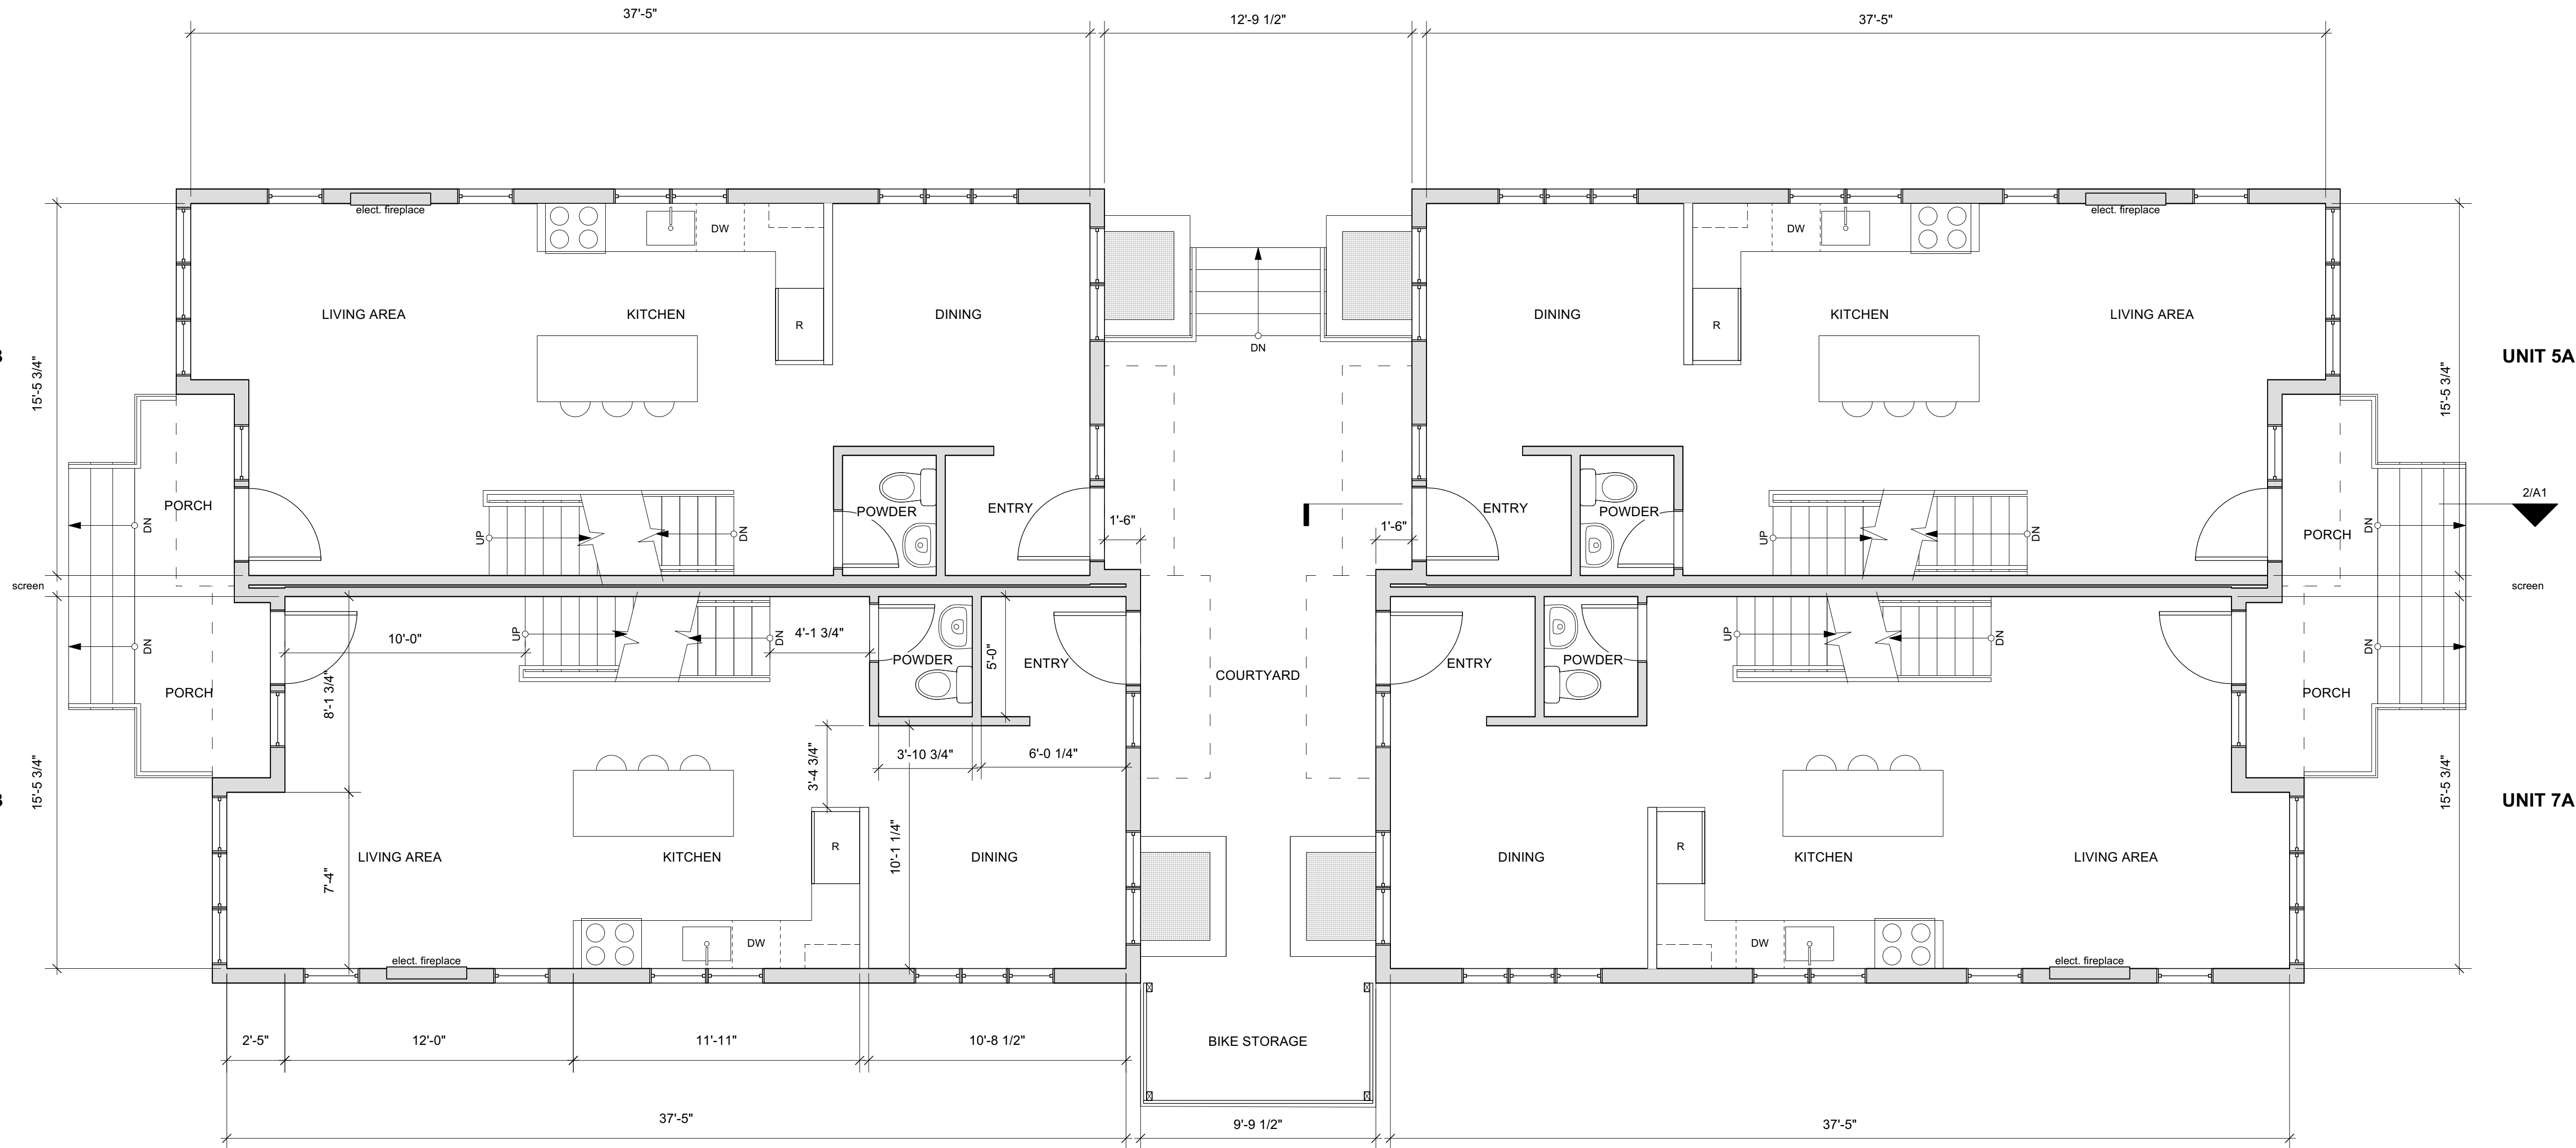 37'-5"
12'-9 1/2"
37'-5"
elect. fireplace
DW
DW
elect. fireplace
LIVING AREA
KITCHEN
R
DINING
DN
DINING
R
KITCHEN
LIVING AREA
15'-5 3/4"
15'-5 3/4"
UNIT 5A
PORCH
DN
UP
DN
POWDER
ENTRY
1'-6"
1'-6"
ENTRY
POWDER
UP
DN
PORCH
DN
2/A1
screen
screen
DN
PORCH
10'-0"
UP
DN
4'-1 3/4"
POWDER
5'-0"
ENTRY
COURTYARD
ENTRY
POWDER
UP
DN
DN
PORCH
8'-1 3/4"
3'-4 3/4"
3'-10 3/4"
6'-0 1/4"
15'-5 3/4"
15'-5 3/4"
UNIT 7A
7'-4"
LIVING AREA
KITCHEN
R
10'-1 1/4"
DINING
DINING
R
KITCHEN
LIVING AREA
elect. fireplace
DW
DW
elect. fireplace
2'-5"
12'-0"
11'-11"
10'-8 1/2"
BIKE STORAGE
37'-5"
9'-9 1/2"
37'-5"